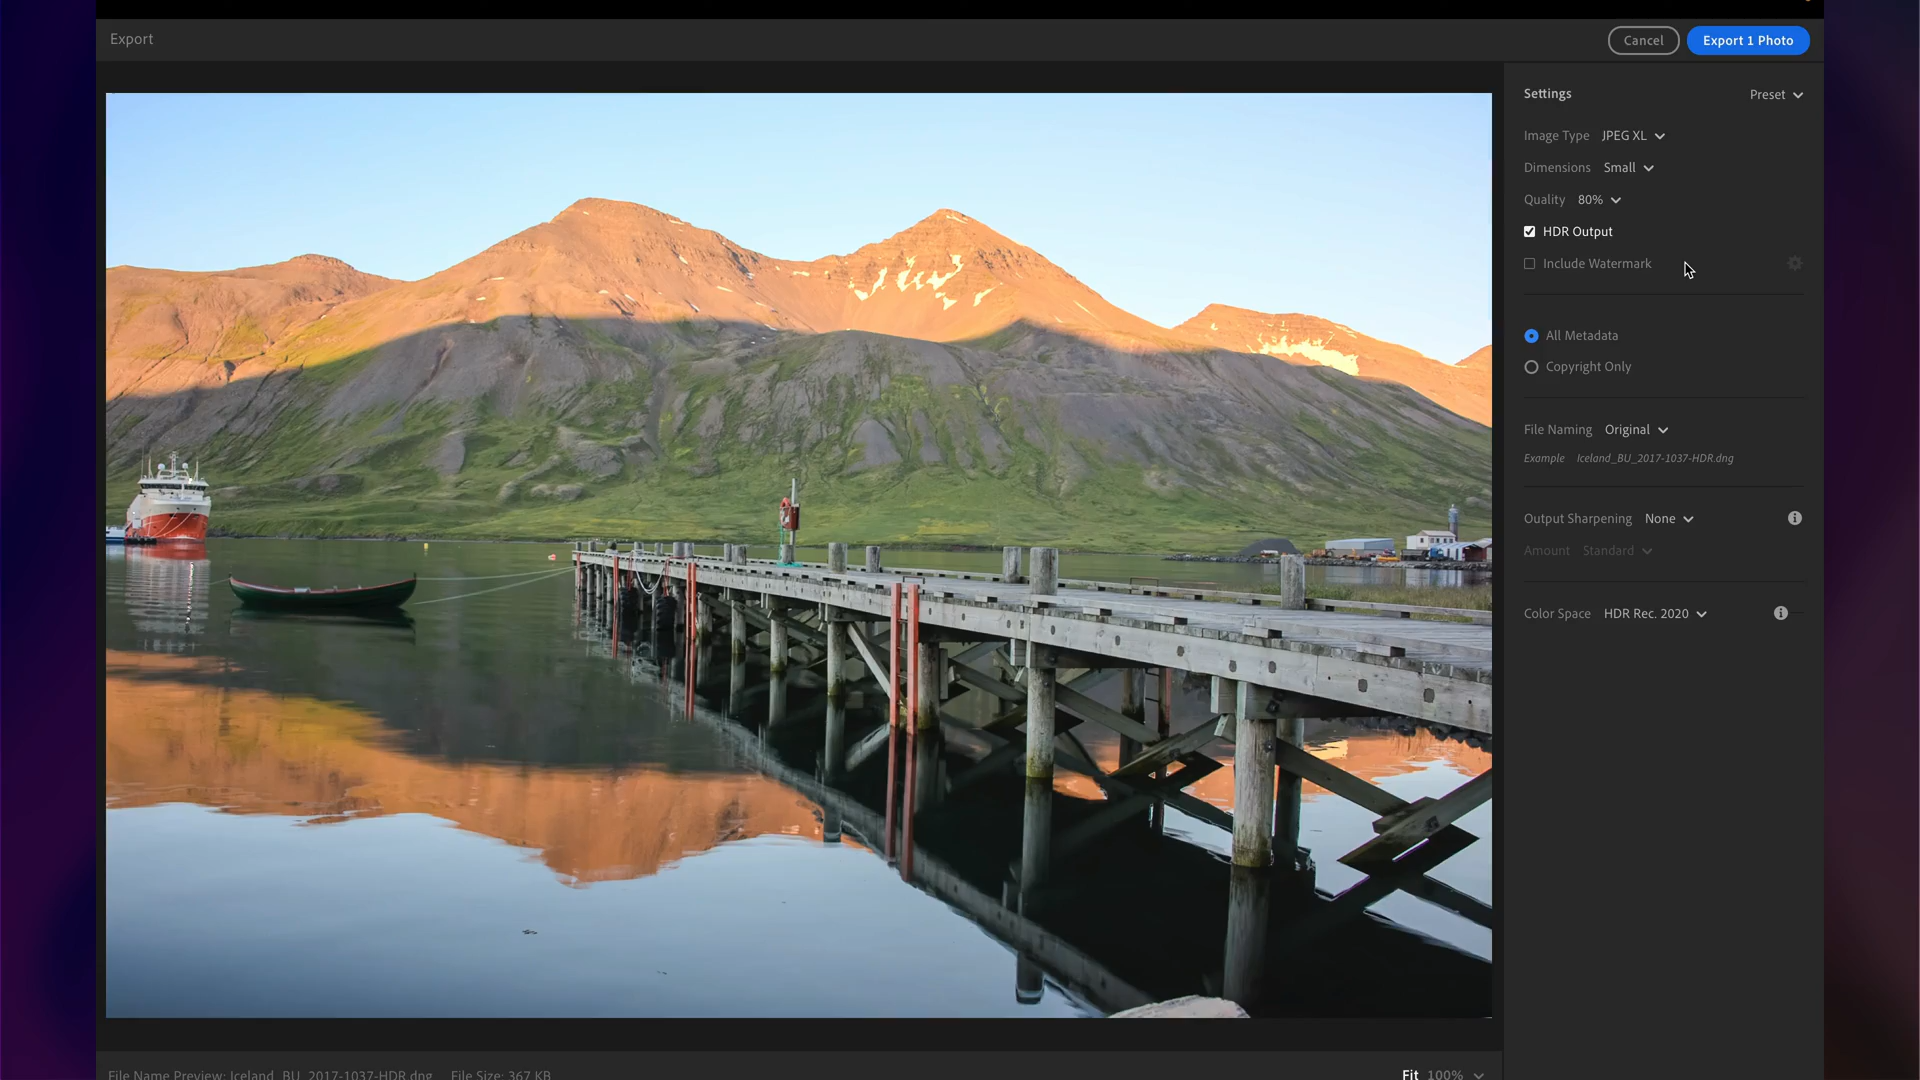 Export
Cancel
Export 1 Photo
Settings
Preset
Image Type JPEG XL
Dimensions Small
Quality 80%
HDR Output
Include Watermark
All Metadata
Copyright Only
File Naming Original
Example Iceland_BU_2017-1037-HDR.dng
Output Sharpening None
Amount Standard
Color Space HDR Rec. 2020
File Name Preview: Iceland_BU_2017-1037-HDR.dng File Size: 367 KB
Fit 100%